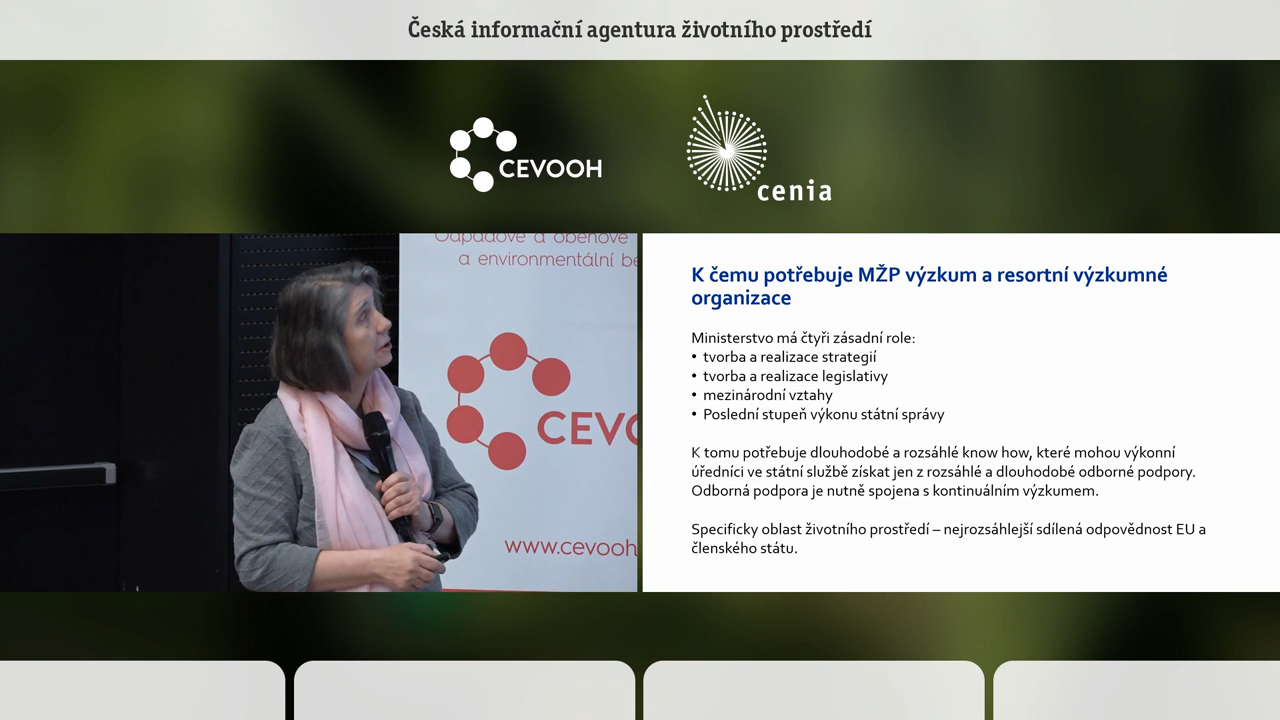 Česká informační agentura životního prostředí
CEVOOH
cenia
Odpadové a oběhové
a environmentální be
CEVO
www.cevooh
K čemu potřebuje MŽP výzkum a resortní výzkumné
organizace
Ministerstvo má čtyři zásadní role:
• tvorba a realizace strategií
• tvorba a realizace legislativy
• mezinárodní vztahy
• Poslední stupeň výkonu státní správy
K tomu potřebuje dlouhodobé a rozsáhlé know how, které mohou výkonní
úředníci ve státní službě získat jen z rozsáhlé a dlouhodobé odborné podpory.
Odborná podpora je nutně spojena s kontinuálním výzkumem.
Specificky oblast životního prostředí – nejrozsáhlejší sdílená odpovědnost EU a
členského státu.